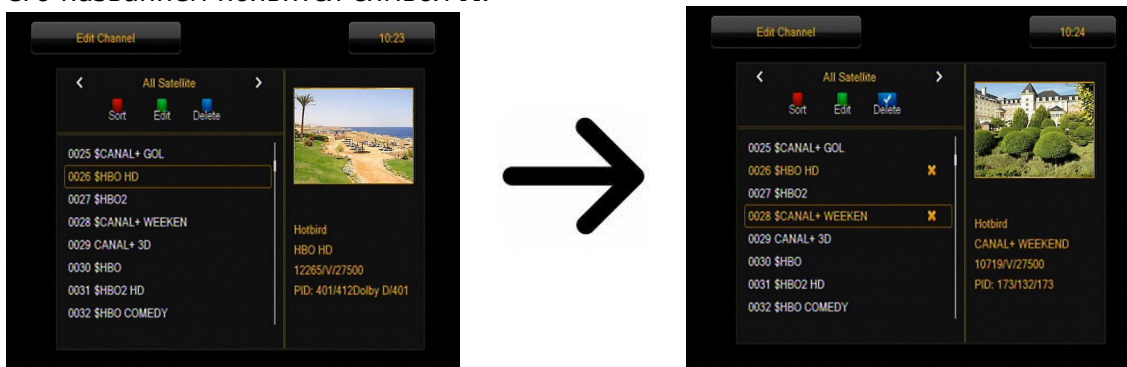 его названием появится символ X.
Edit Channel
10:23
All Satellite
Sort Edit Delete
0025 $CANAL+ GOL
0026 $HBO HD
0027 $HBO2
0028 $CANAL+ WEEKEN
0029 CANAL+ 3D
0030 $HBO
0031 $HBO2 HD
0032 $HBO COMEDY
Hotbird
HBO HD
12265/V/27500
PID: 401/412Dolby D/401
Edit Channel
10:24
All Satellite
Sort Edit Delete
0025 $CANAL+ GOL
0026 $HBO HD
0027 $HBO2
0028 $CANAL+ WEEKEN
0029 CANAL+ 3D
0030 $HBO
0031 $HBO2 HD
0032 $HBO COMEDY
Hotbird
CANAL+ WEEKEND
10719/V/27500
PID: 173/132/173